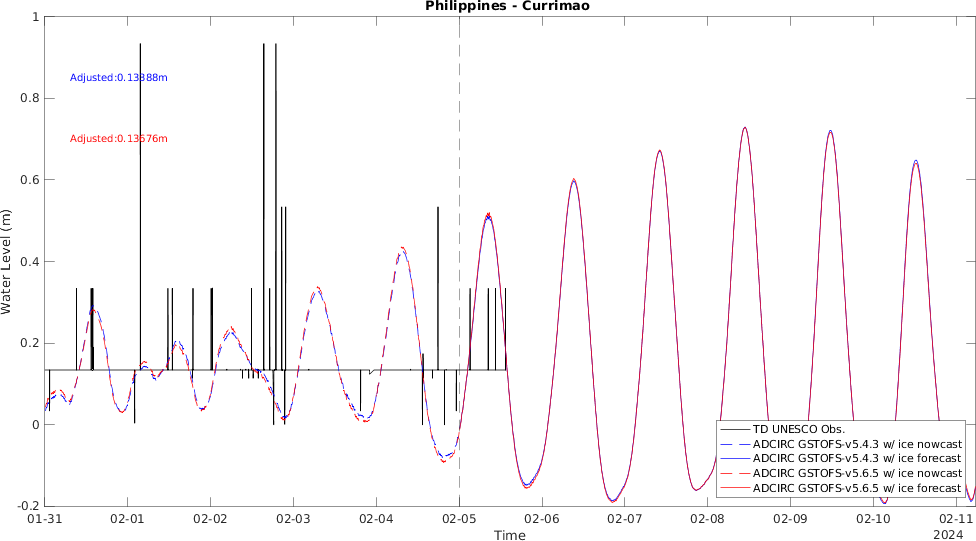 Philippines - Currimao
Water Level (m)
1
0.8
0.6
0.4
0.2
0
-0.2
Adjusted:0.13388m
Adjusted:0.13676m
TD UNESCO Obs.
ADCIRC GSTOFS-v5.4.3 w/ ice nowcast
ADCIRC GSTOFS-v5.4.3 w/ ice forecast
ADCIRC GSTOFS-v5.6.5 w/ ice nowcast
ADCIRC GSTOFS-v5.6.5 w/ ice forecast
01-31 02-01 02-02 02-03 02-04 02-05 02-06 02-07 02-08 02-09 02-10 02-11
Time
2024